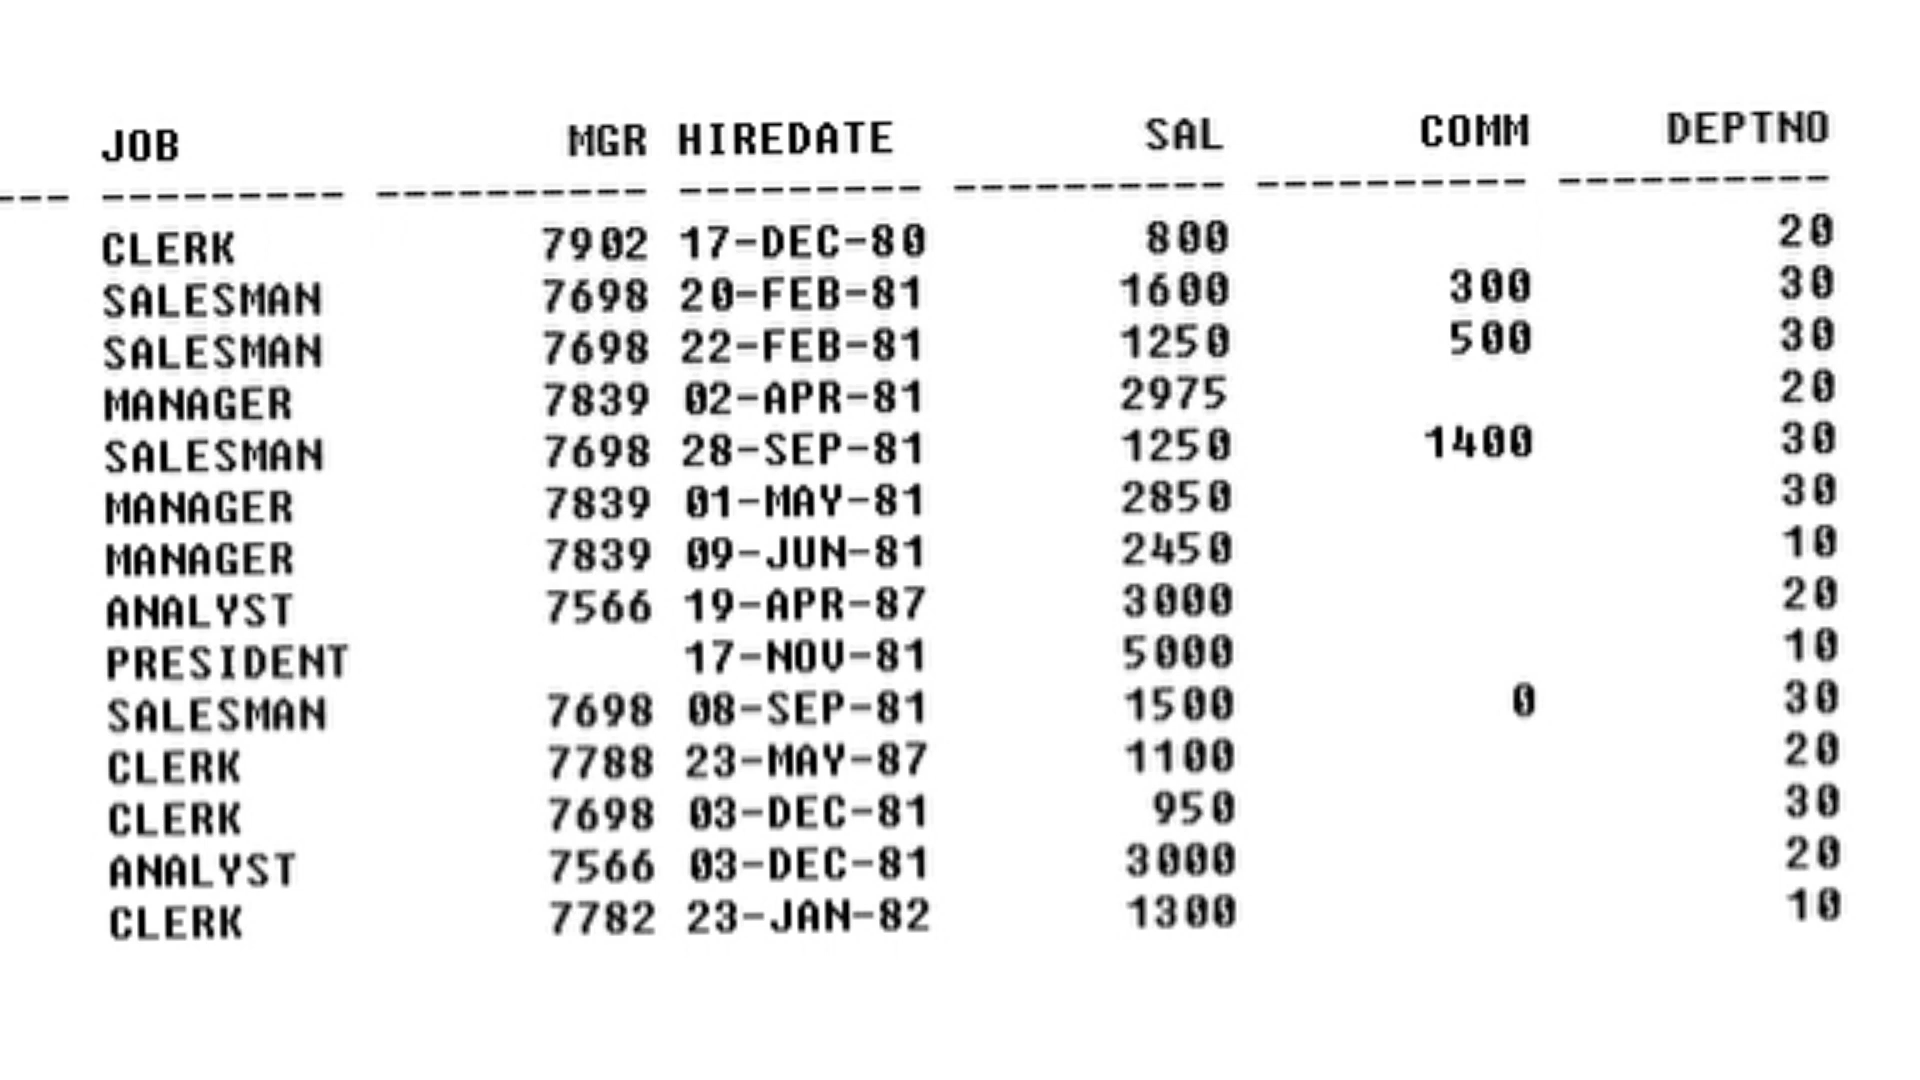 JOB MGR HIREDATE SAL COMM DEPTNO
--- --------- ---------- --------- ---------- ---------- ----------
CLERK 7902 17-DEC-80 800 20
SALESMAN 7698 20-FEB-81 1600 300 30
SALESMAN 7698 22-FEB-81 1250 500 30
MANAGER 7839 02-APR-81 2975 20
SALESMAN 7698 28-SEP-81 1250 1400 30
MANAGER 7839 01-MAY-81 2850 30
MANAGER 7839 09-JUN-81 2450 10
ANALYST 7566 19-APR-87 3000 20
PRESIDENT 17-NOV-81 5000 10
SALESMAN 7698 08-SEP-81 1500 0 30
CLERK 7788 23-MAY-87 1100 20
CLERK 7698 03-DEC-81 950 30
ANALYST 7566 03-DEC-81 3000 20
CLERK 7782 23-JAN-82 1300 10